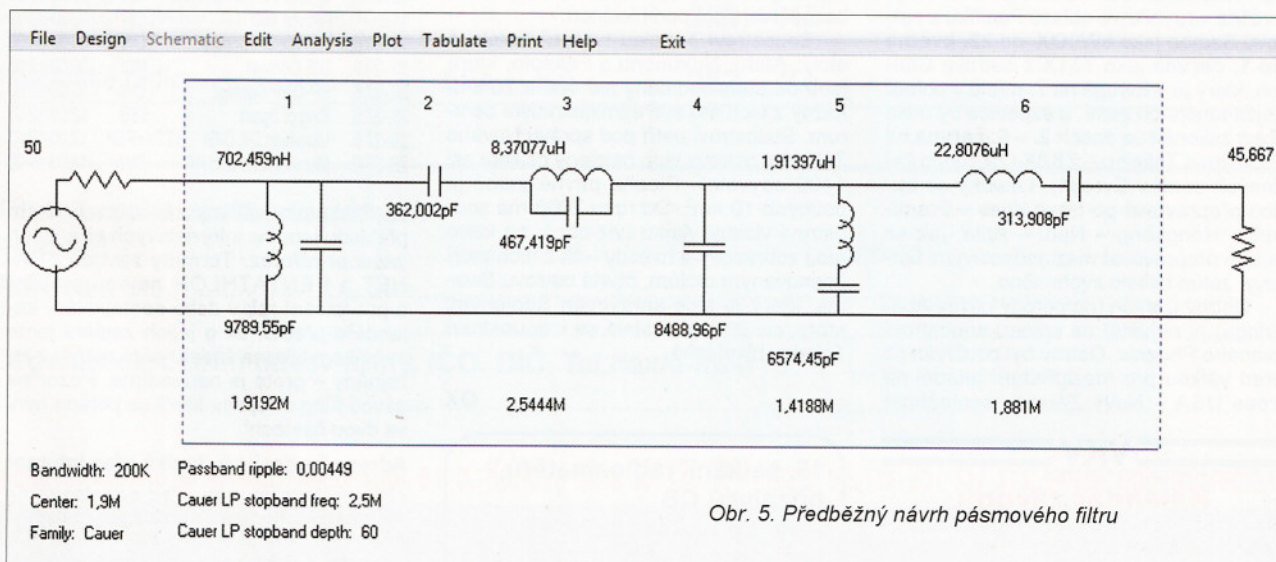 File Design Schematic Edit Analysis Plot Tabulate Print Help Exit
1 2 3 4 5 6
50 702,459nH 8,37077uH 1,91397uH 22,8076uH 45,667
362,002pF 467,419pF 313,908pF
9789,55pF 8488,96pF
6574,45pF
1,9192M 2,5444M 1,4188M 1,881M
Bandwidth: 200K Passband ripple: 0,00449
Center: 1,9M Cauer LP stopband freq: 2,5M
Family: Cauer Cauer LP stopband depth: 60
Obr. 5. Předběžný návrh pásmového filtru